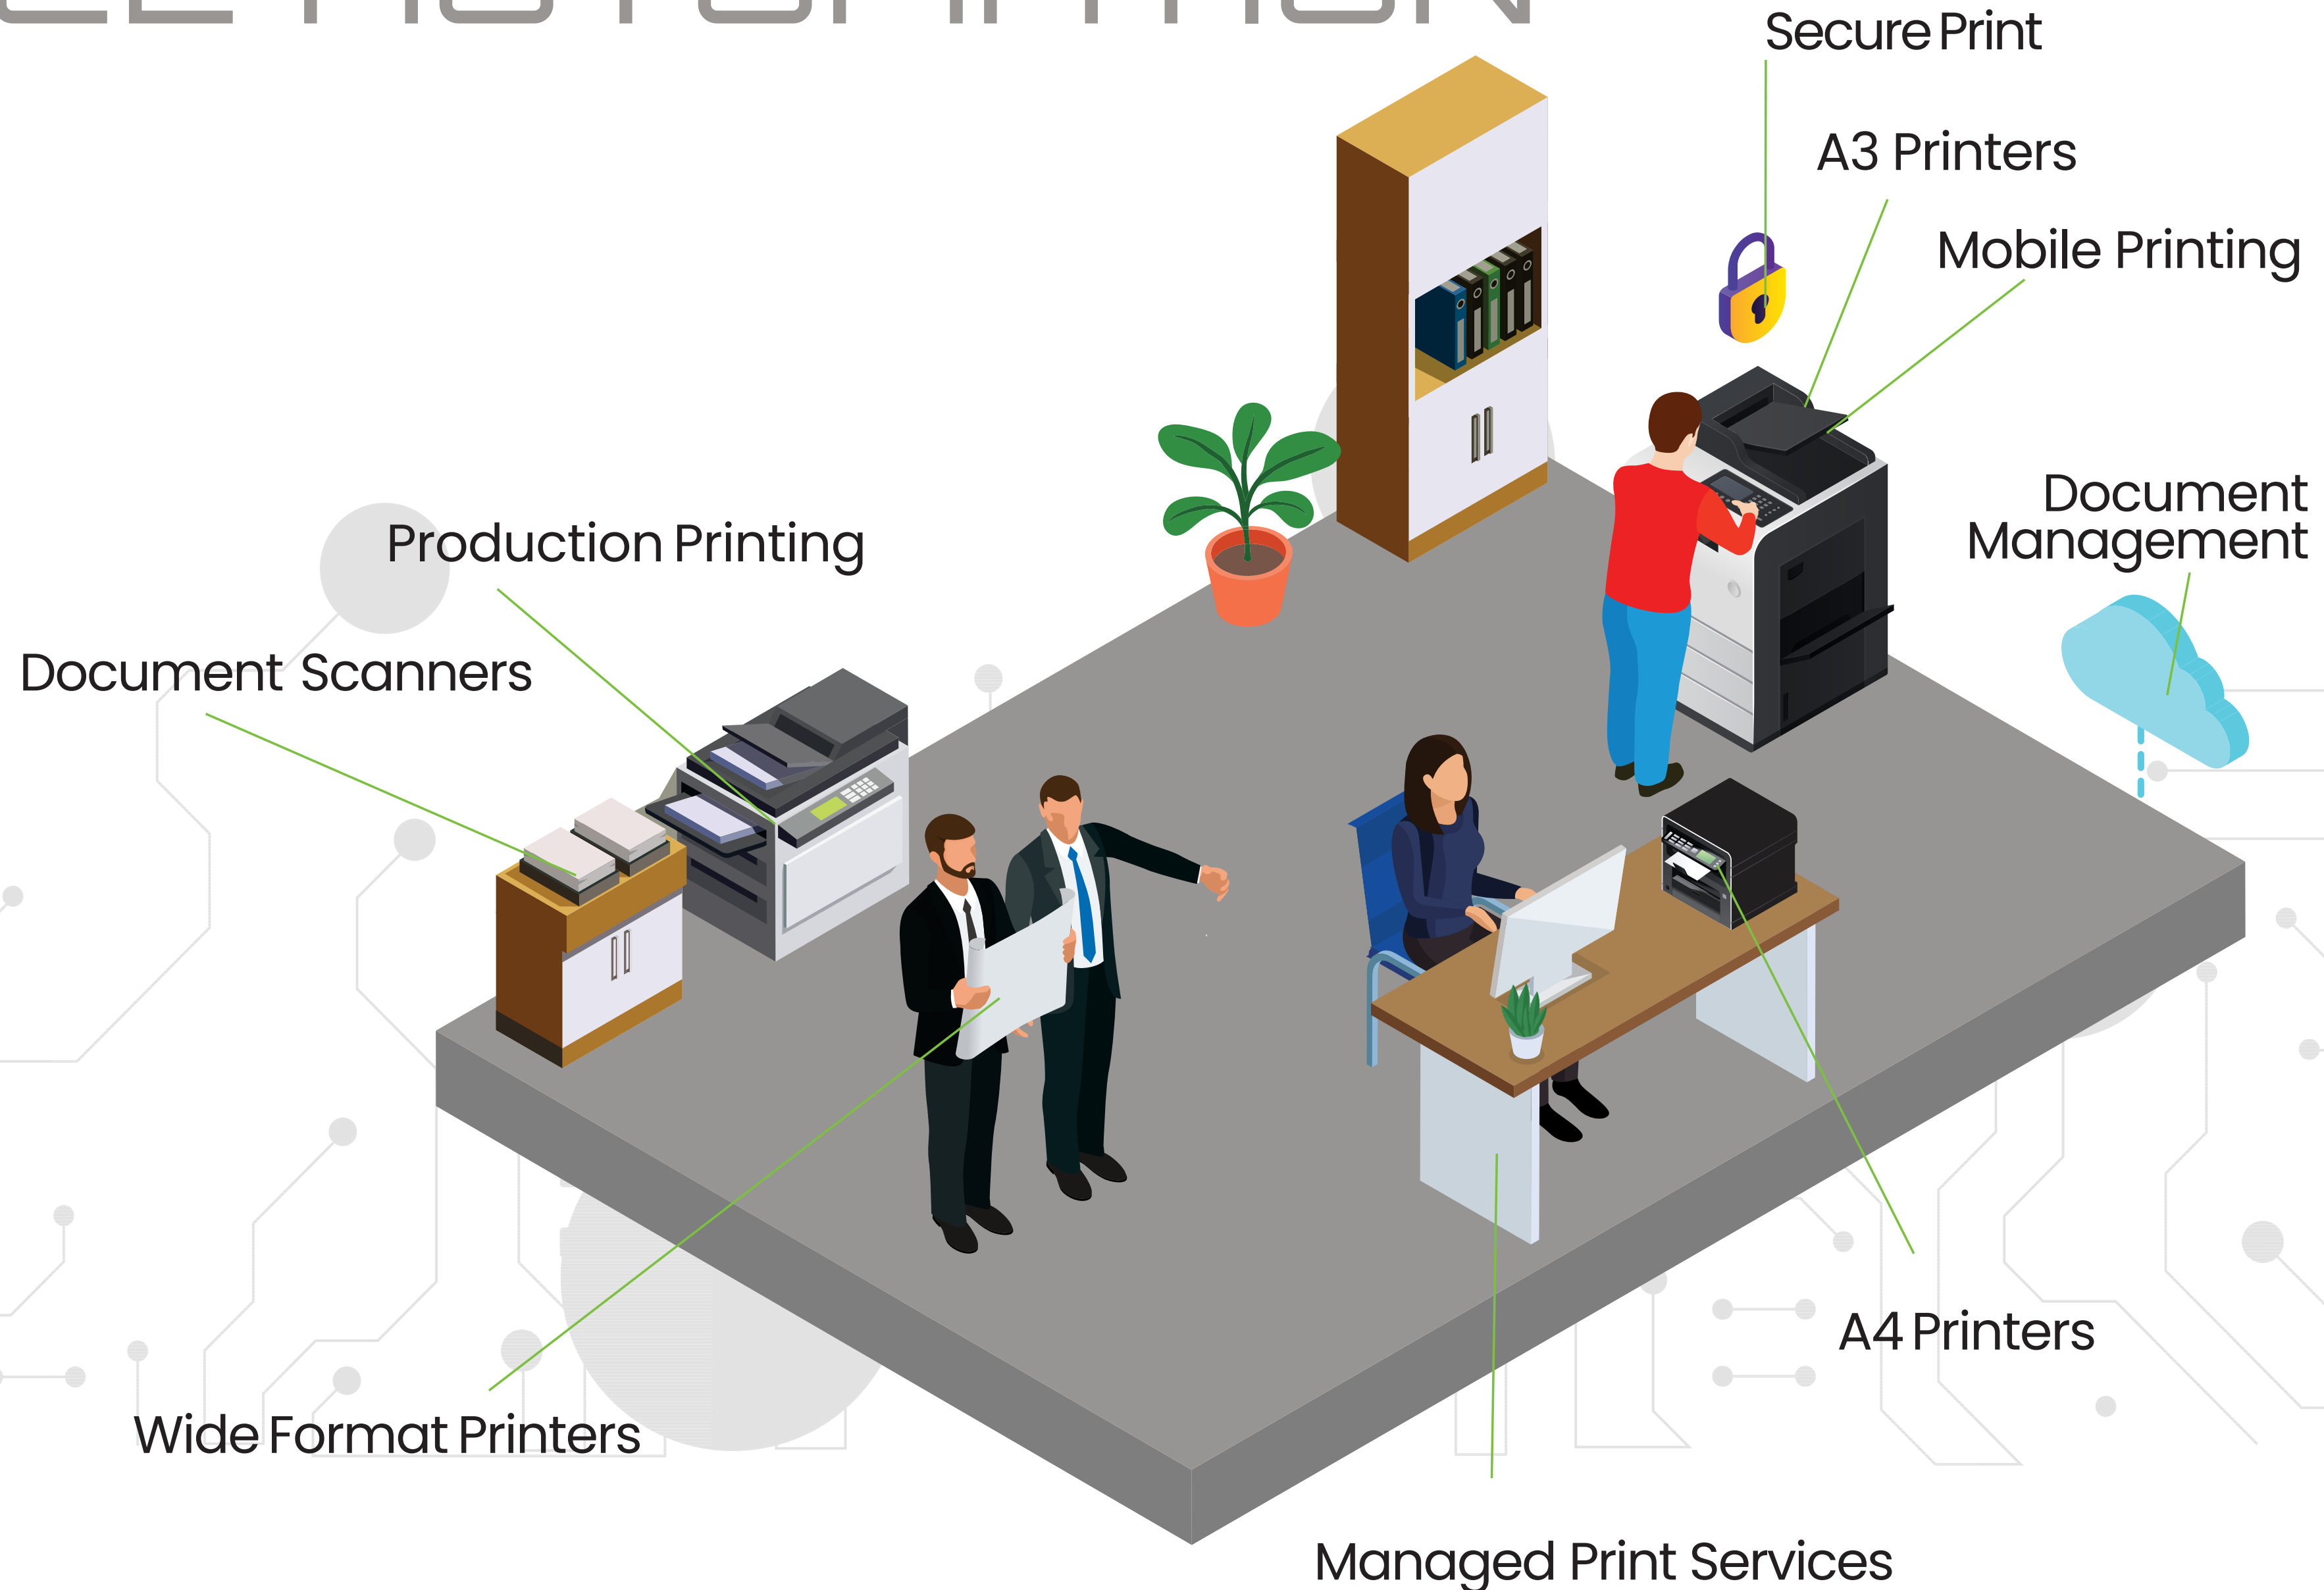 Secure Print
A3 Printers
Mobile Printing
Document
Management
Production Printing
Document Scanners
A4 Printers
Wide Format Printers
Managed Print Services